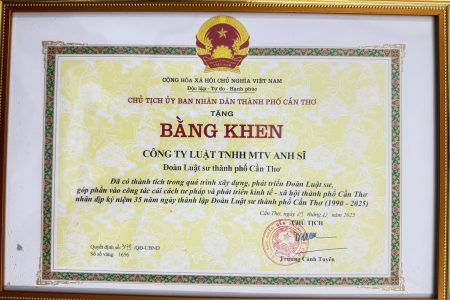 CỘNG HÒA XÃ HỘI CHỦ NGHĨA VIỆT NAM
Độc lập - Tự do - Hạnh phúc
CHỦ TỊCH ỦY BAN NHÂN DÂN THÀNH PHỐ CẦN THƠ
TẶNG
BẰNG KHEN
CÔNG TY LUẬT TNHH MTV ANH SĨ
Đoàn Luật sư thành phố Cần Thơ
Đã có thành tích trong quá trình xây dựng, phát triển Đoàn Luật sư,
góp phần vào công tác cải cách tư pháp và phát triển kinh tế - xã hội thành phố Cần Thơ
nhân dịp kỷ niệm 35 năm ngày thành lập Đoàn Luật sư thành phố Cần Thơ (1990 - 2025)
Cần Thơ, ngày tháng năm 2025
CHỦ TỊCH
Quyết định số /QĐ-UBND
Số sổ vàng 1636
Trương Cảnh Tuyên